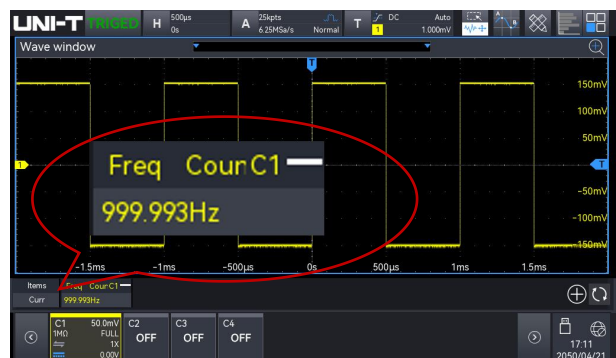 UNI-T TRIGED H 500μs 0s A 25kpts 6.25MSa/s Normal T DC 1 Auto 1.000mV
Wave window
T
150mV
100mV
50mV
1
T
Freq Coun C1
-50mV
999.993Hz
-100mV
-150mV
-1.5ms -1ms -500μs 0s 500μs 1ms 1.5ms
Items Freq Coun C1
Curr 999.993Hz
C1 50.0mV C2 C3 C4
1MΩ FULL OFF OFF OFF
1X 17:11
0.00V 2050/04/21